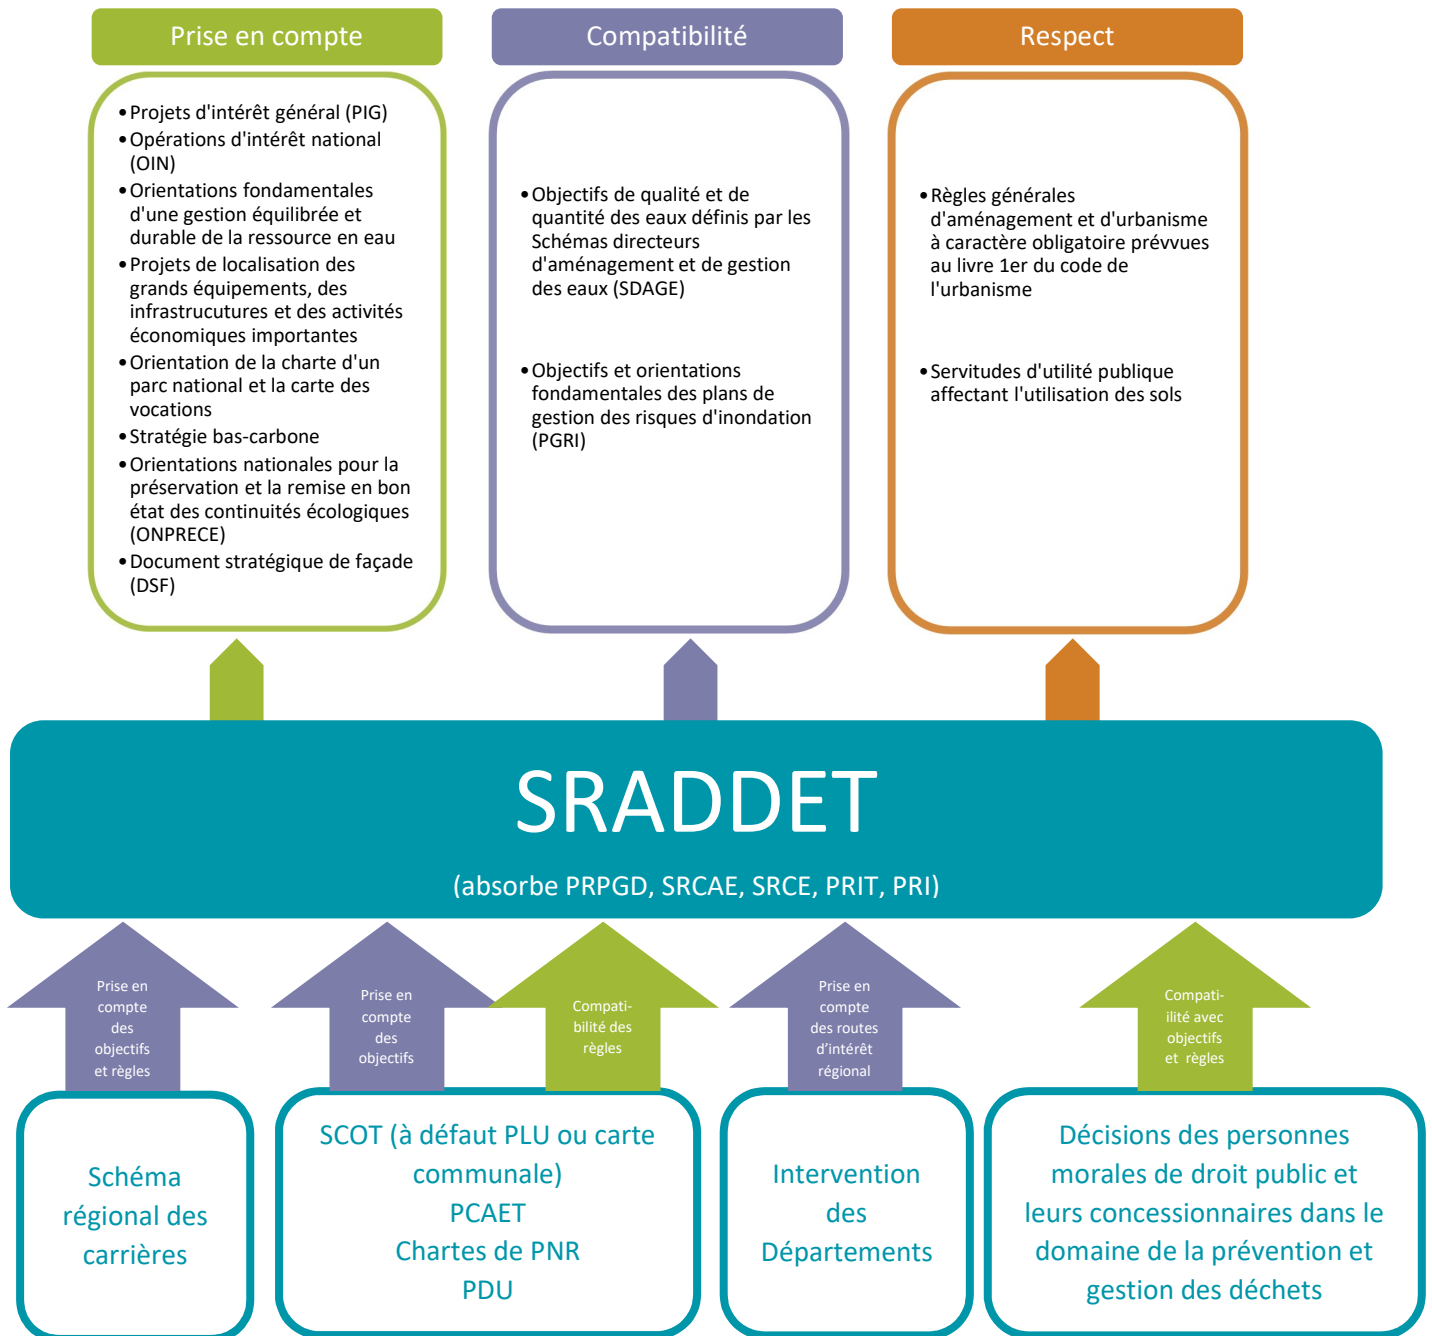 Prise en compte
•Projets d'intérêt général (PIG)
•Opérations d'intérêt national
(OIN)
•Orientations fondamentales
d'une gestion équilibrée et
durable de la ressource en eau
•Projets de localisation des
grands équipements, des
infrastrucutures et des activités
économiques importantes
•Orientation de la charte d'un
parc national et la carte des
vocations
•Stratégie bas-carbone
•Orientations nationales pour la
préservation et la remise en bon
état des continuités écologiques
(ONPRECE)
•Document stratégique de façade
(DSF)
Compatibilité
•Objectifs de qualité et de
quantité des eaux définis par les
Schémas directeurs
d'aménagement et de gestion
des eaux (SDAGE)
•Objectifs et orientations
fondamentales des plans de
gestion des risques d'inondation
(PGRI)
Respect
•Règles générales
d'aménagement et d'urbanisme
à caractère obligatoire prévvues
au livre 1er du code de
l'urbanisme
•Servitudes d'utilité publique
affectant l'utilisation des sols
SRADDET
(absorbe PRPGD, SRCAE, SRCE, PRIT, PRI)
Prise en
compte
des
objectifs
et règles
Prise en
compte
des
objectifs
Compati-
bilité des
règles
Prise en
compte
des routes
d’intérêt
régional
Compati-
ilité avec
objectifs
et règles
Schéma
régional des
carrières
SCOT (à défaut PLU ou carte
communale)
PCAET
Chartes de PNR
PDU
Intervention
des
Départements
Décisions des personnes
morales de droit public et
leurs concessionnaires dans le
domaine de la prévention et
gestion des déchets